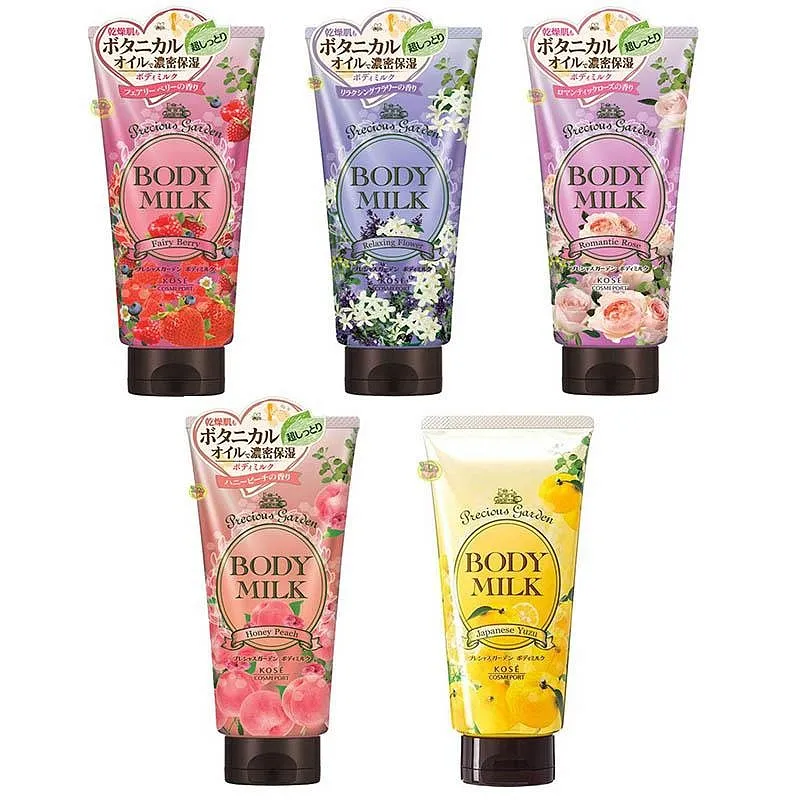 乾燥肌も
ボタニカル
超しっとり
オイルで濃密保湿
ボディミルク
フェアリーベリーの香り
Precious Garden
BODY
MILK
Fairy Berry
プレシャスガーデン ボディミルク
KOSÉ
COSMEPORT
乾燥肌も
ボタニカル
超しっとり
オイルで濃密保湿
ボディミルク
リラクシングフラワーの香り
Precious Garden
BODY
MILK
Relaxing Flower
プレシャスガーデン ボディミルク
KOSÉ
COSMEPORT
乾燥肌も
ボタニカル
超しっとり
オイルで濃密保湿
ボディミルク
ロマンティックローズの香り
Precious Garden
BODY
MILK
Romantic Rose
プレシャスガーデン ボディミルク
KOSÉ
COSMEPORT
乾燥肌も
ボタニカル
超しっとり
オイルで濃密保湿
ボディミルク
ハニーピーチの香り
Precious Garden
BODY
MILK
Honey Peach
プレシャスガーデン ボディミルク
KOSÉ
COSMEPORT
Precious Garden
BODY
MILK
Japanese Yuzu
プレシャスガーデン ボディミルク
KOSÉ
COSMEPORT